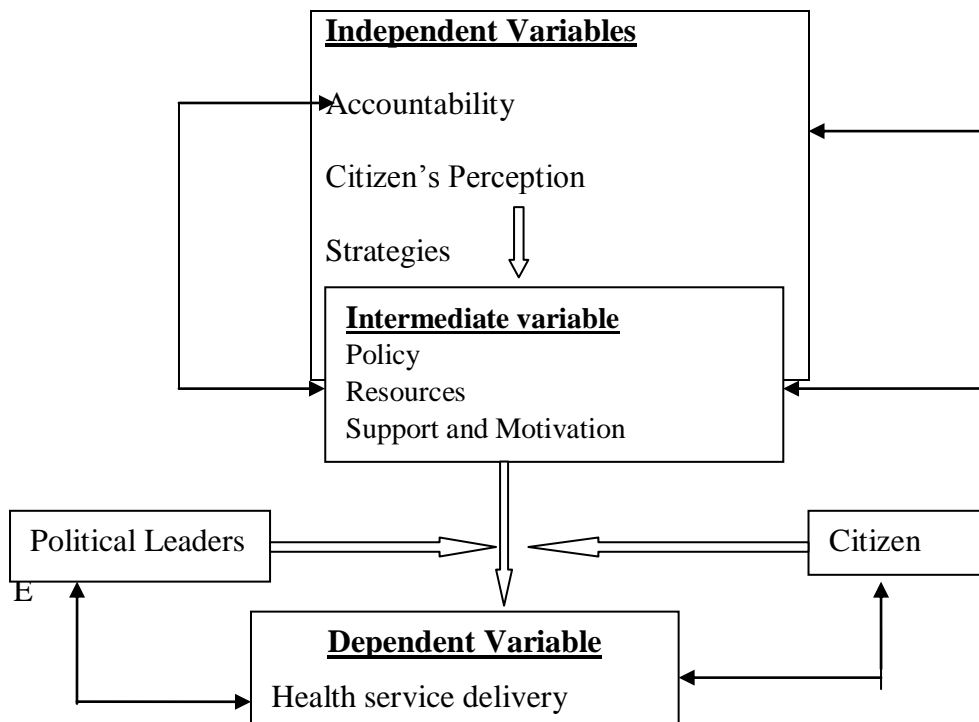 Independent Variables
Accountability
Citizen’s Perception
Strategies
Intermediate variable
Policy
Resources
Support and Motivation
Political Leaders
Citizen
E
Dependent Variable
Health service delivery